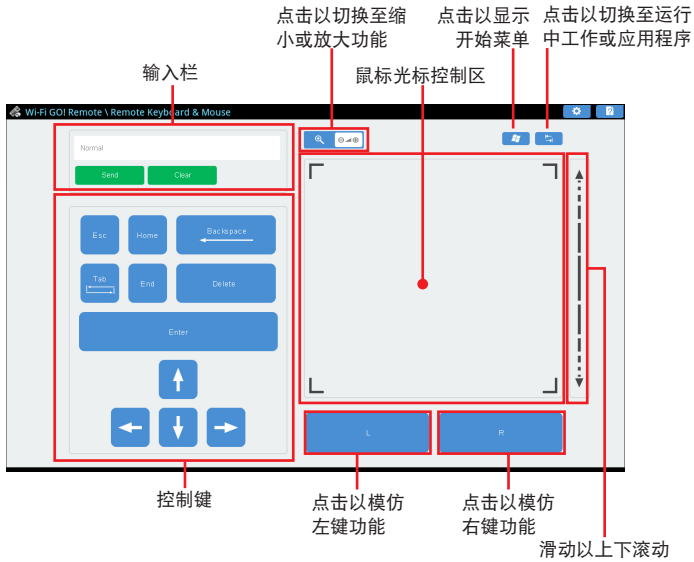 点击以切换至缩
小或放大功能
点击以显示
开始菜单
点击以切换至运行
中工作或应用程序
输入栏
鼠标光标控制区
Wi-Fi GO! Remote \ Remote Keyboard & Mouse
Normal
Send
Clear
Esc
Home
Backspace
Tab
End
Delete
Enter
L
R
控制键
点击以模仿
左键功能
点击以模仿
右键功能
滑动以上下滚动